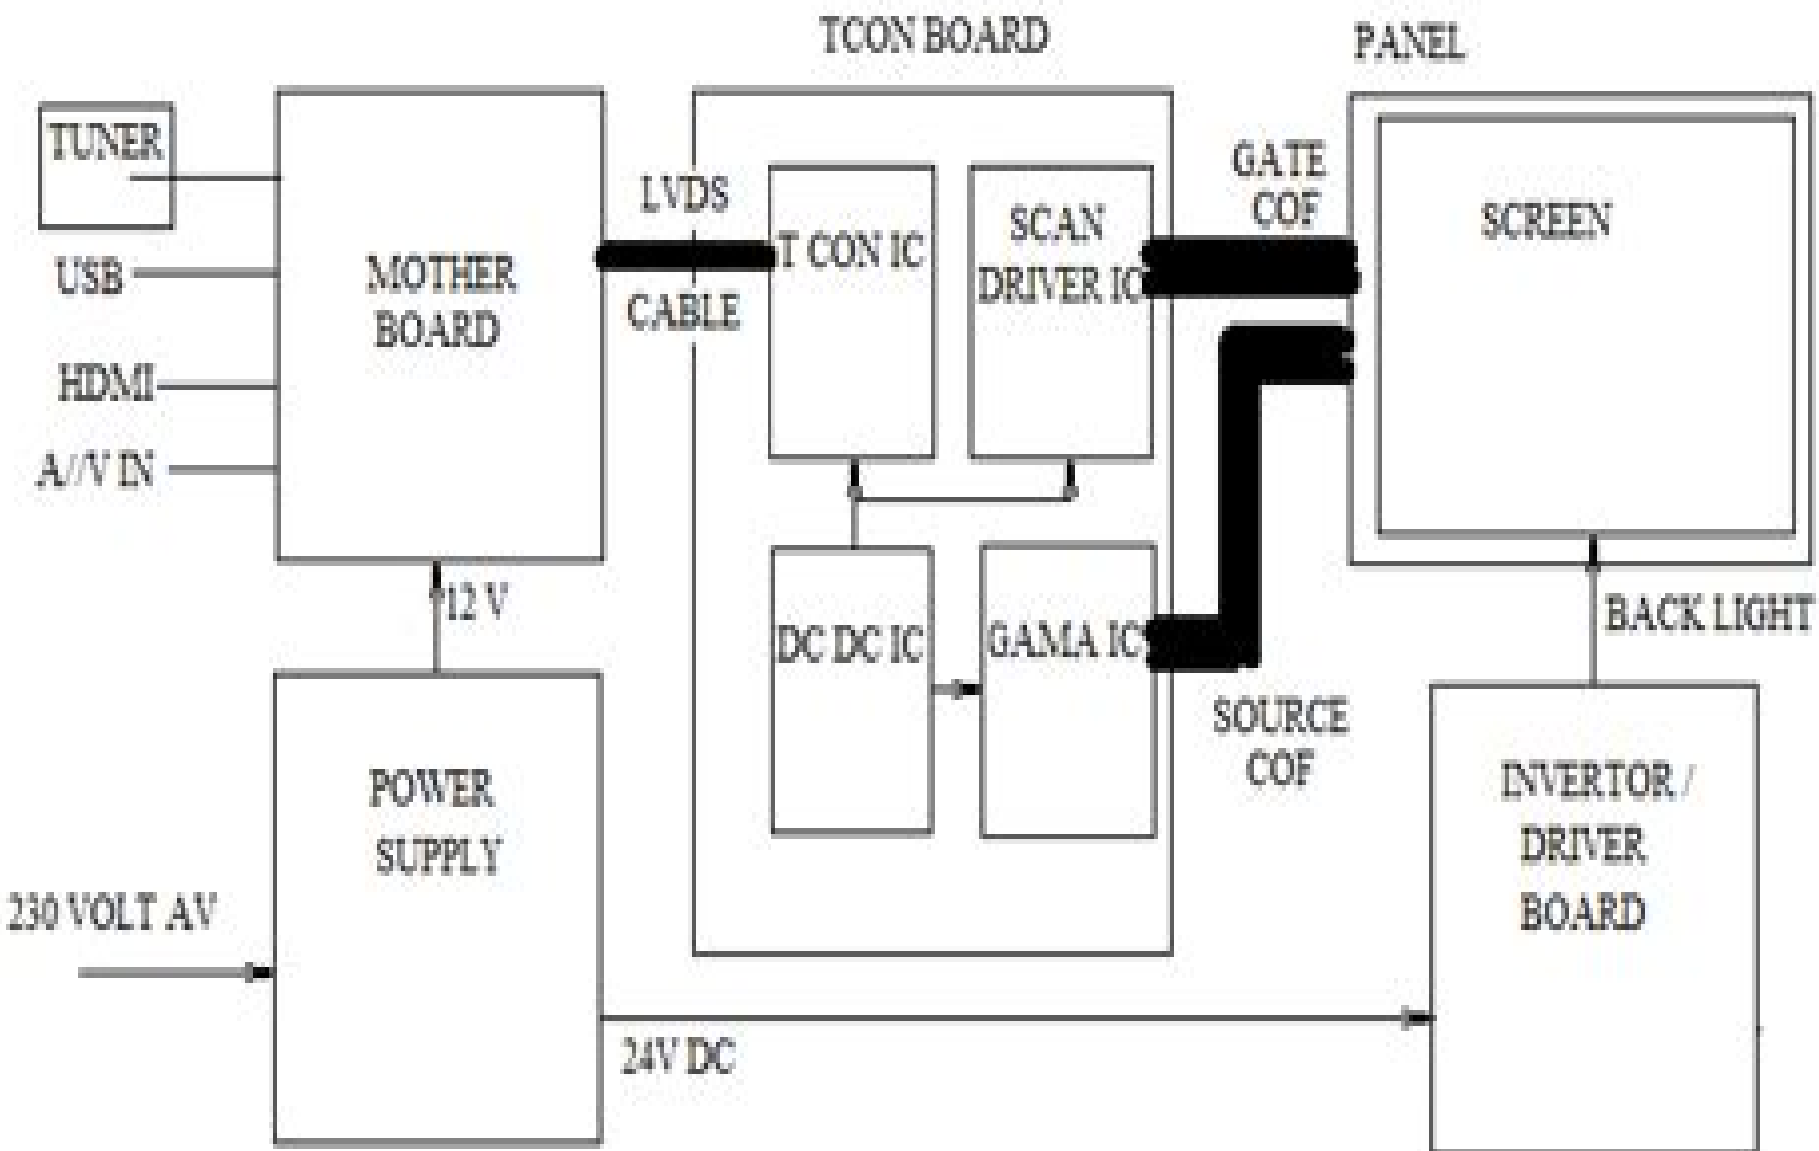 TCON BOARD
PANEL
TUNER
USB
HDMI
A//V IN
MOTHER
BOARD
LVDS
CABLE
T CON IC
SCAN
DRIVER IC
GATE
COF
SCREEN
12 V
DC DC IC
GAMA IC
SOURCE
COF
BACK LIGHT
POWER
SUPPLY
230 VOLT AV
24V DC
INVERTOR /
DRIVER
BOARD